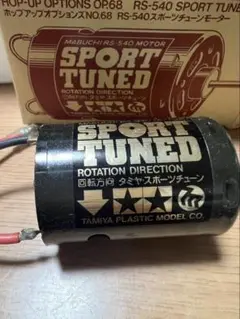 HOP-UP OPTIONS OP.68 RS-540 SPORT TUNE
ホップアップオプションズ NO.68 RS-540スポーツチューンモーター
MABUCHI RS-540 MOTOR
SPORT
TUNED
ROTATION DIRECTION
SPORT
TUNED
ROTATION DIRECTION
回転方向 タミヤ・スポーツチューン
TAMIYA PLASTIC MODEL CO.